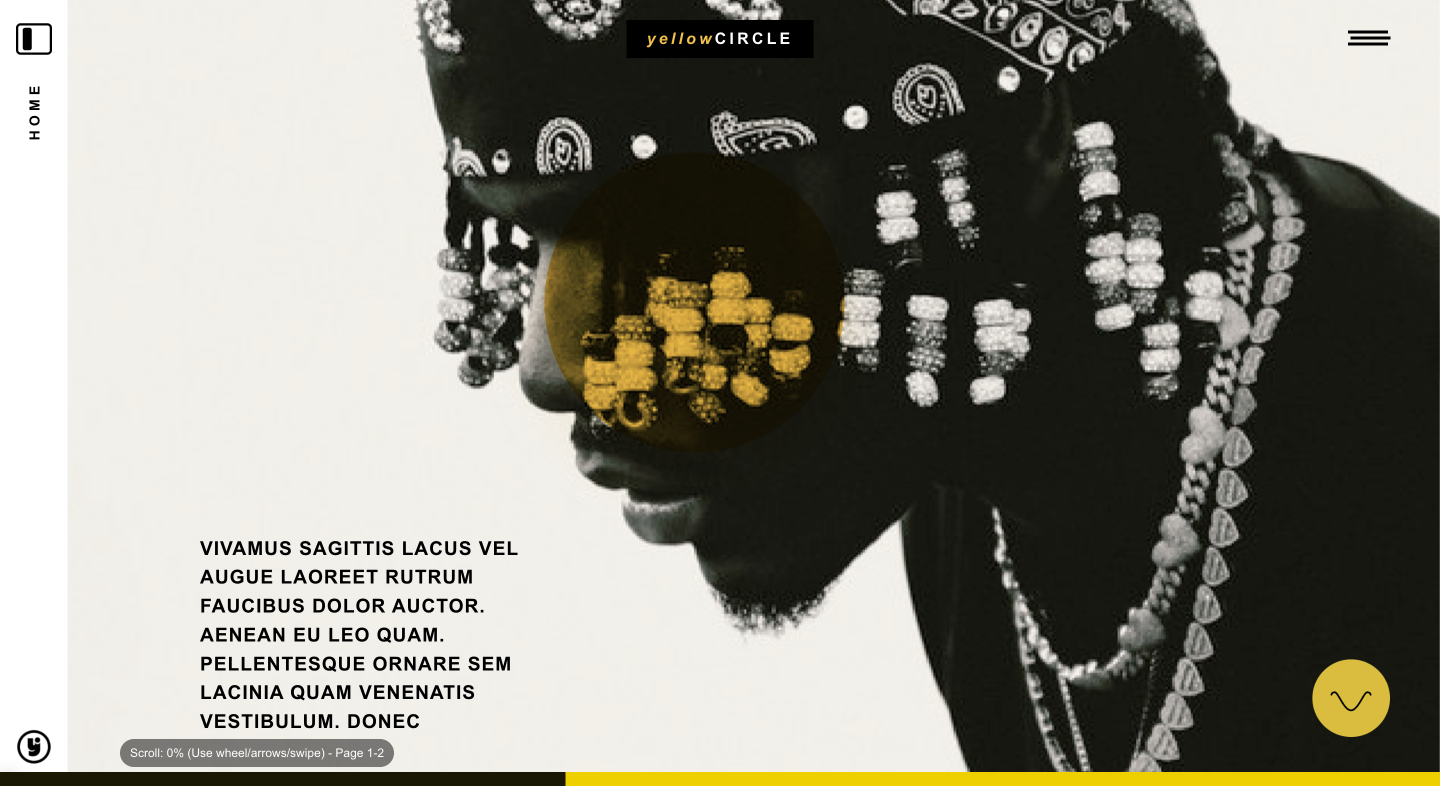 yellowCIRCLE
HOME
VIVAMUS SAGITTIS LACUS VEL
AUGUE LAOREET RUTRUM
FAUCIBUS DOLOR AUCTOR.
AENEAN EU LEO QUAM.
PELLENTESQUE ORNARE SEM
LACINIA QUAM VENENATIS
VESTIBULUM. DONEC
Scroll: 0% (Use wheel/arrows/swipe) - Page 1-2